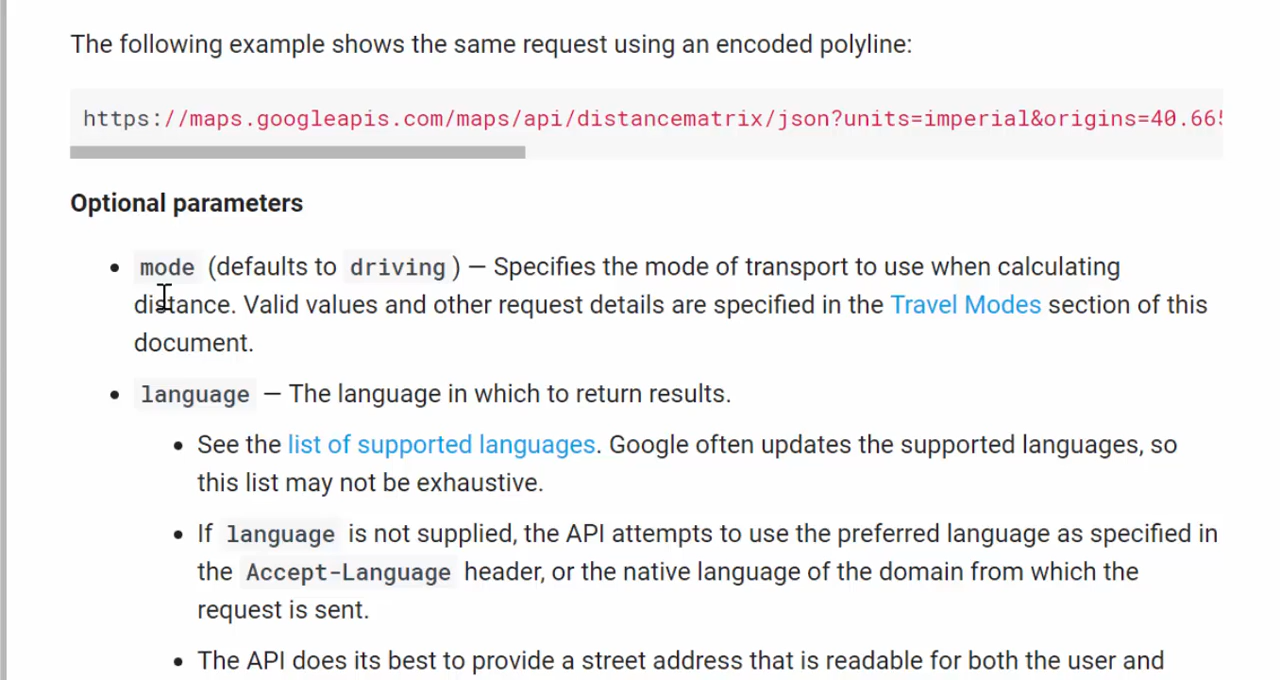 The following example shows the same request using an encoded polyline:
https://maps.googleapis.com/maps/api/distancematrix/json?units=imperial&origins=40.665
Optional parameters
• mode (defaults to driving ) — Specifies the mode of transport to use when calculating
distance. Valid values and other request details are specified in the Travel Modes section of this
document.
• language — The language in which to return results.
• See the list of supported languages. Google often updates the supported languages, so
this list may not be exhaustive.
• If language is not supplied, the API attempts to use the preferred language as specified in
the Accept-Language header, or the native language of the domain from which the
request is sent.
• The API does its best to provide a street address that is readable for both the user and